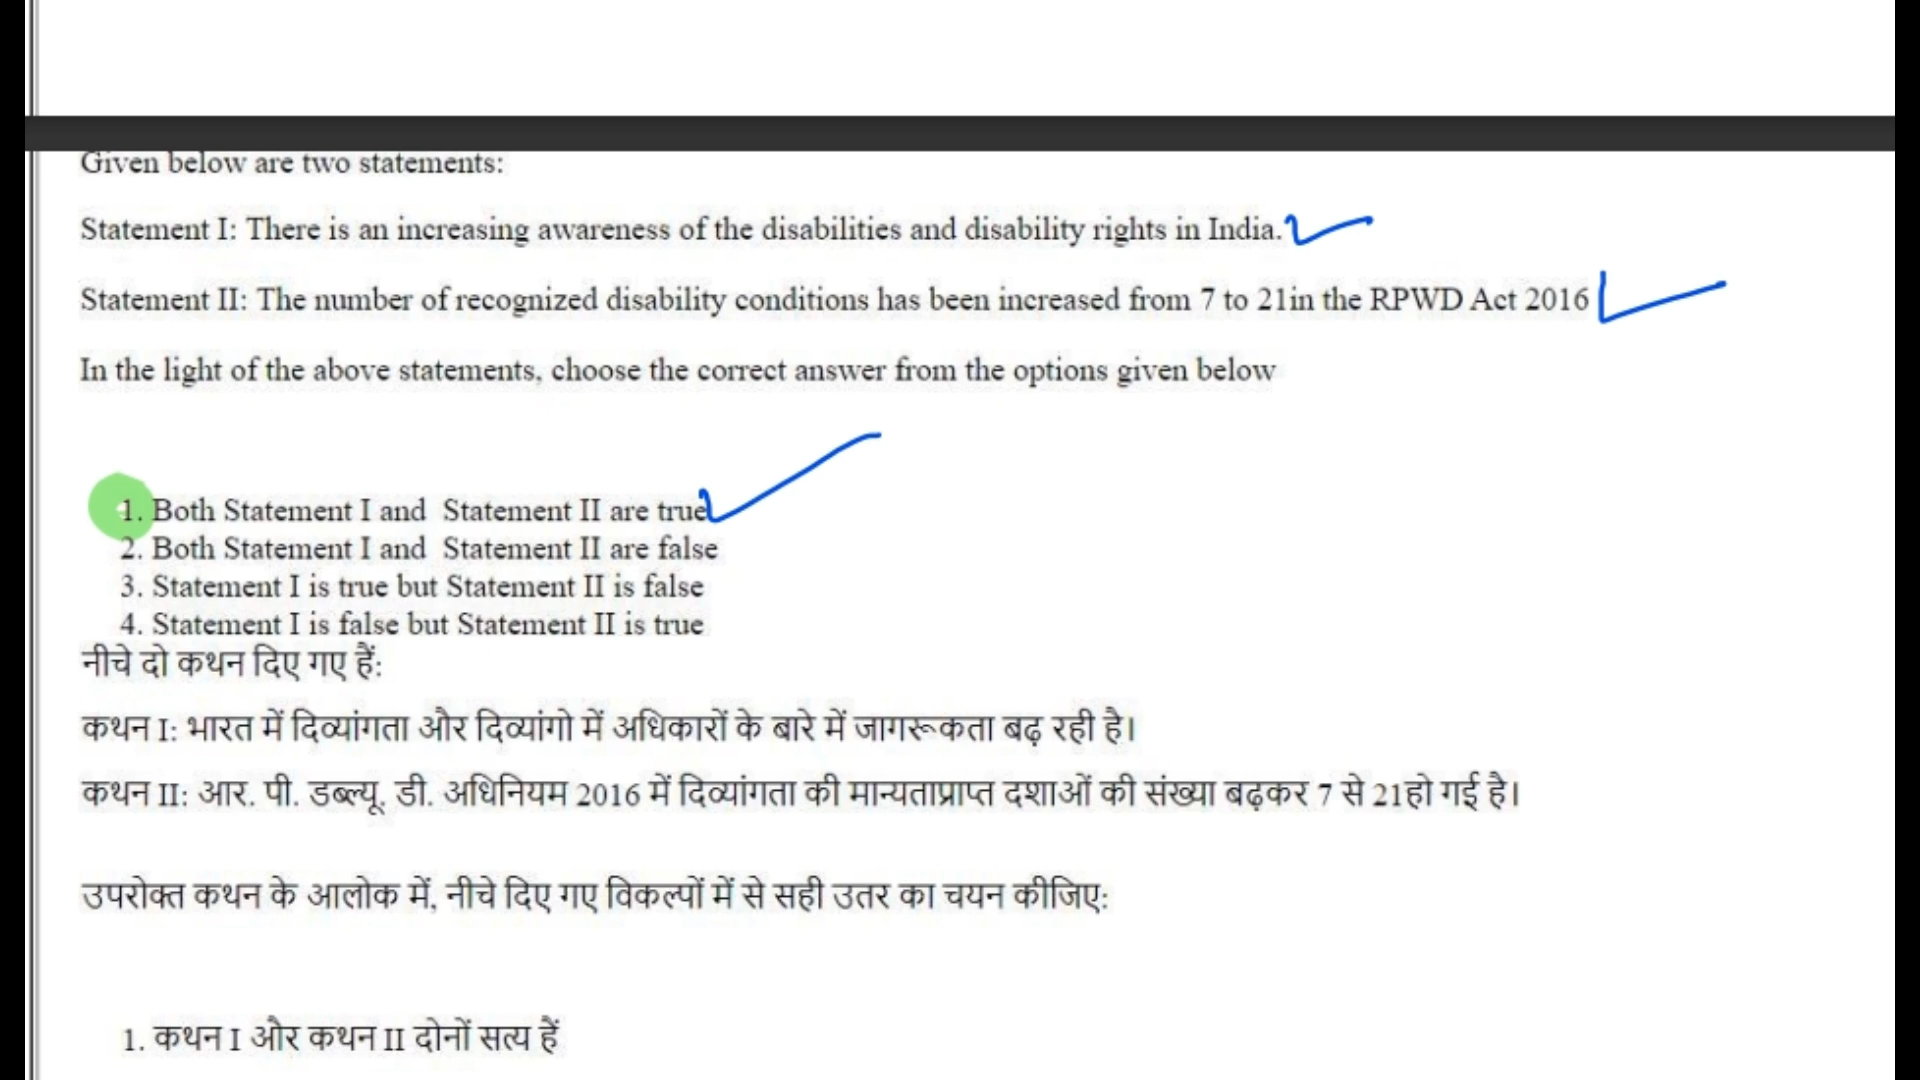 Given below are two statements:
Statement I: There is an increasing awareness of the disabilities and disability rights in India.
Statement II: The number of recognized disability conditions has been increased from 7 to 21in the RPWD Act 2016
In the light of the above statements, choose the correct answer from the options given below
1. Both Statement I and Statement II are true
2. Both Statement I and Statement II are false
3. Statement I is true but Statement II is false
4. Statement I is false but Statement II is true
नीचे दो कथन दिए गए हैं:
कथन I: भारत में दिव्यांगता और दिव्यांगो में अधिकारों के बारे में जागरूकता बढ़ रही है।
कथन II: आर. पी. डब्ल्यू. डी. अधिनियम 2016 में दिव्यांगता की मान्यताप्राप्त दशाओं की संख्या बढ़कर 7 से 21हो गई है।
उपरोक्त कथन के आलोक में, नीचे दिए गए विकल्पों में से सही उतर का चयन कीजिए:
1. कथन I और कथन II दोनों सत्य हैं